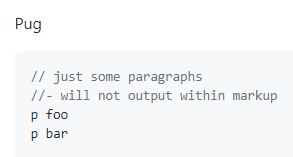 Pug
// just some paragraphs
//- will not output within markup
p foo
p bar